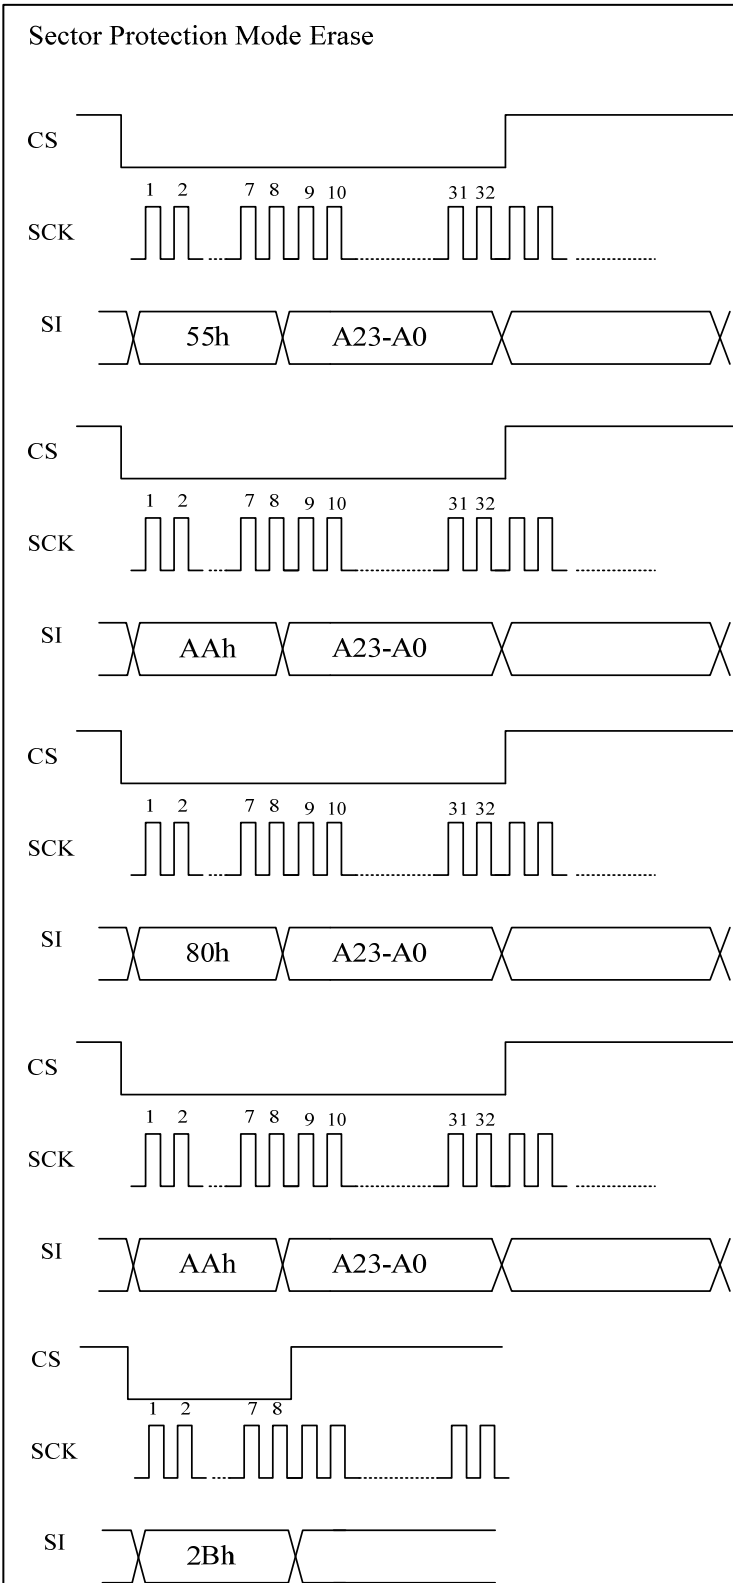 Sector Protection Mode Erase
CS
1 2 7 8 9 10 31 32
SCK
SI 55h A23-A0
CS
1 2 7 8 9 10 31 32
SCK
SI AAh A23-A0
CS
1 2 7 8 9 10 31 32
SCK
SI 80h A23-A0
CS
1 2 7 8 9 10 31 32
SCK
SI AAh A23-A0
CS
1 2 7 8
SCK
SI 2Bh